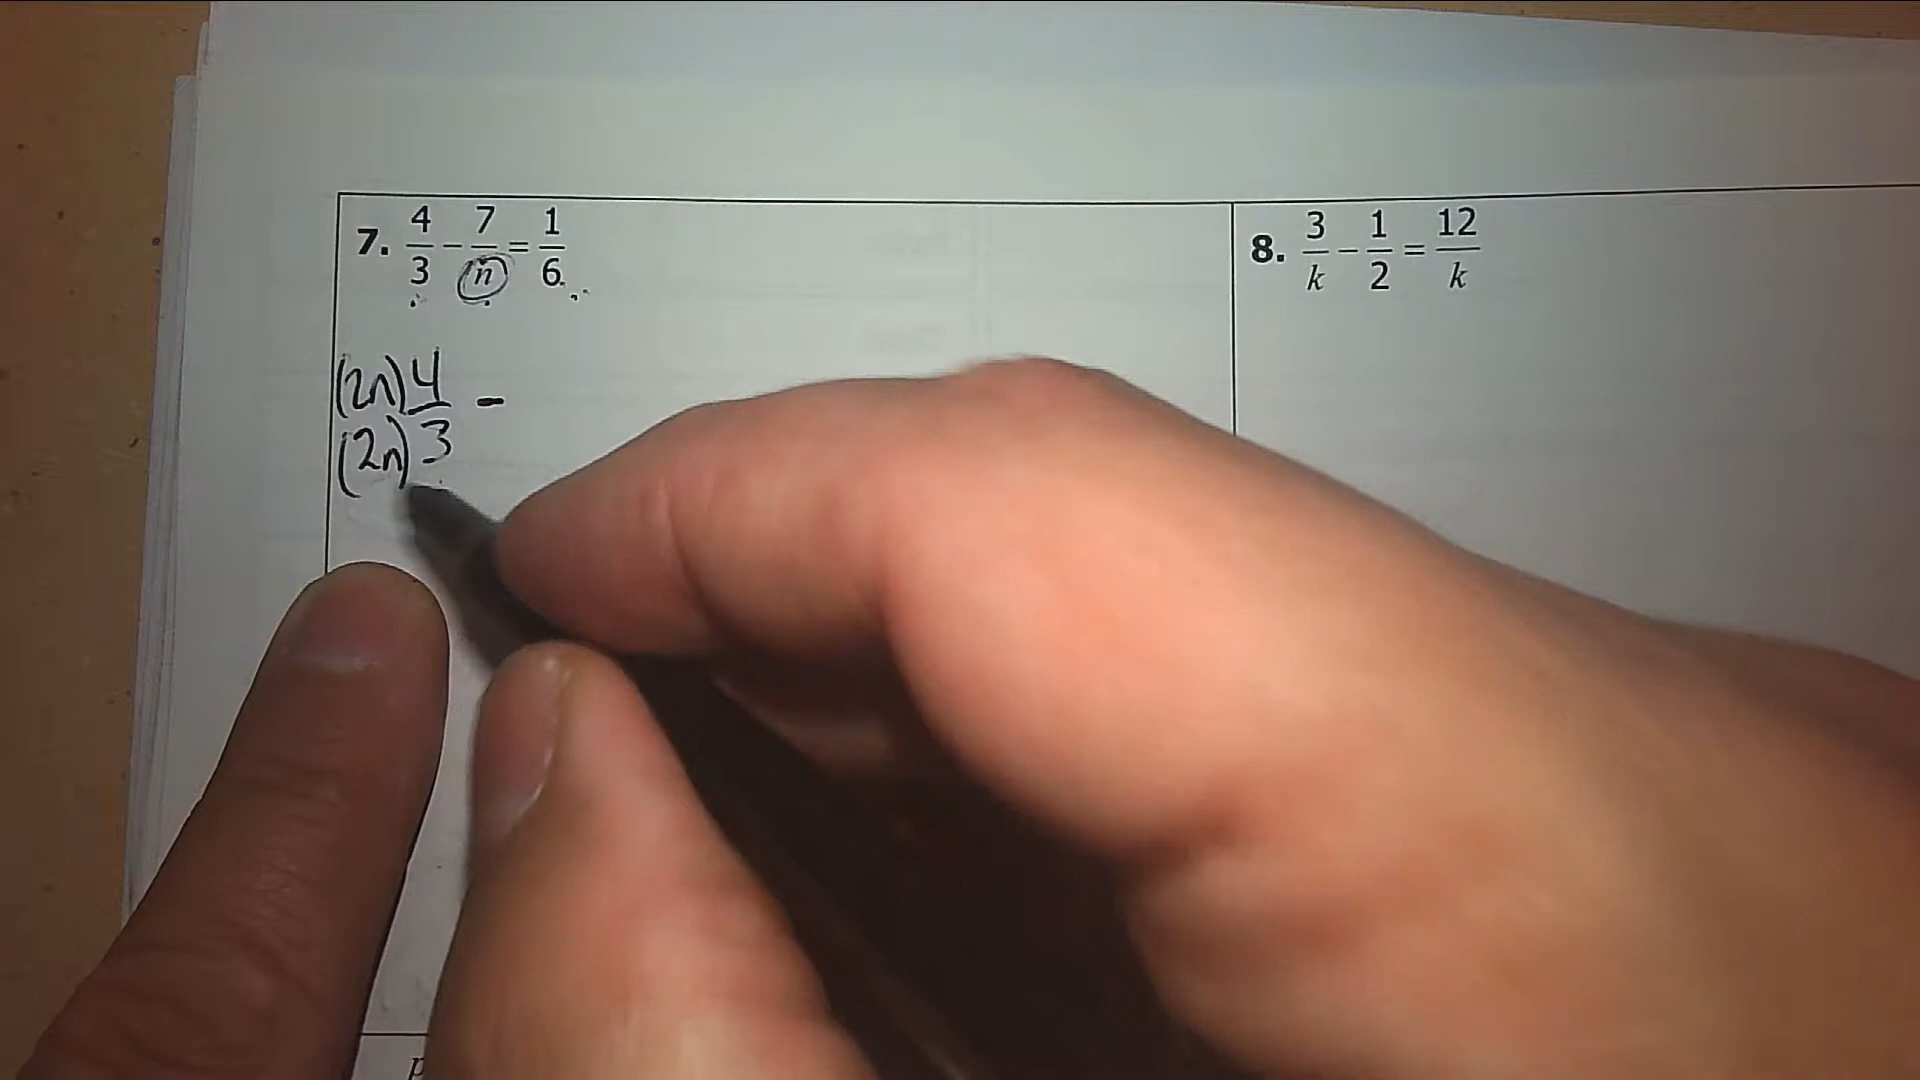 7. 4/3 − 7/n = 1/6
8. 3/k − 1/2 = 12/k
(2n)4 -
(2n)3
p